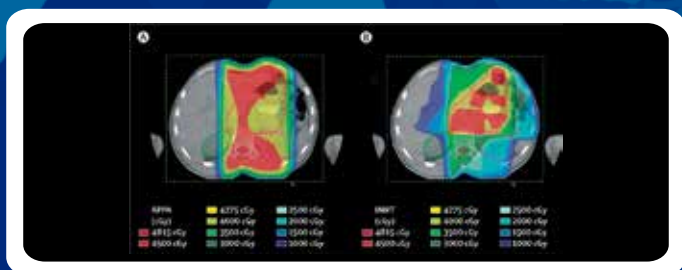 A
B
4275 cGy
2500 cGy
(cGy)
4000 cGy
2000 cGy
4815 cGy
3500 cGy
1500 cGy
4500 cGy
3000 cGy
1000 cGy
IMRT
4275 cGy
2500 cGy
(cGy)
4000 cGy
2000 cGy
4815 cGy
3500 cGy
1500 cGy
4500 cGy
3000 cGy
1000 cGy